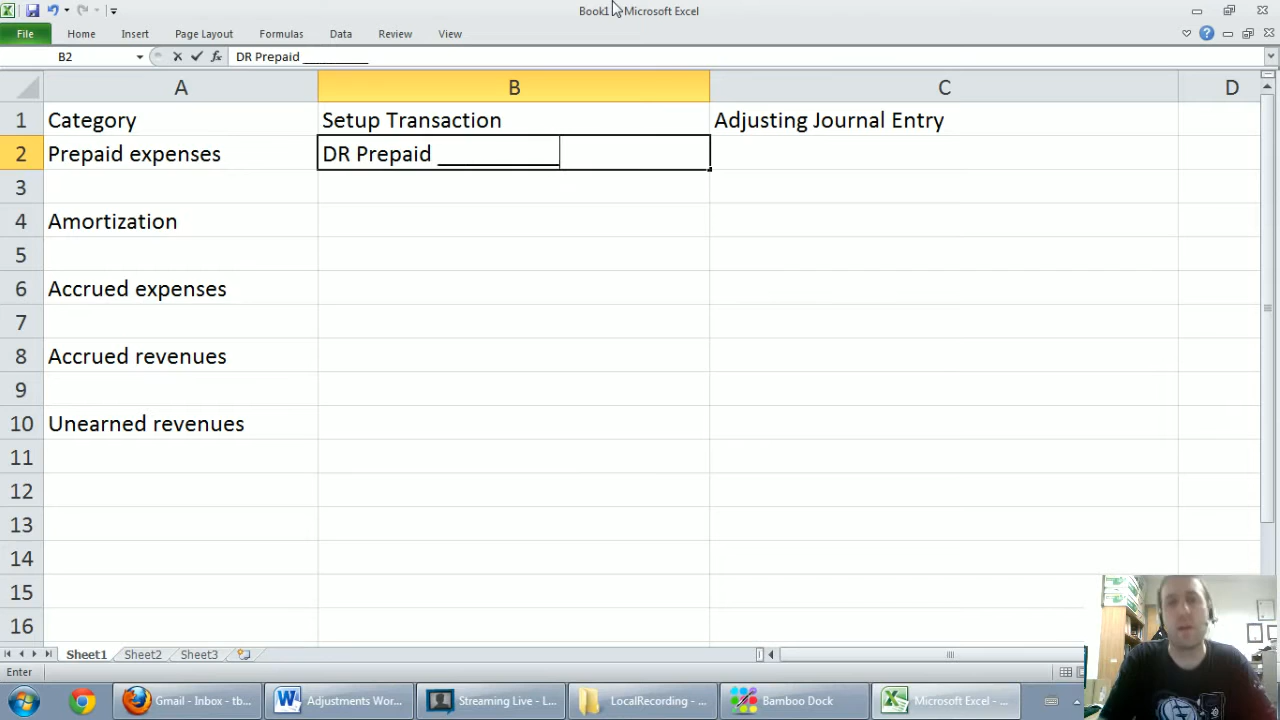 Book1 - Microsoft Excel
File Home Insert Page Layout Formulas Data Review View
B2 fx DR Prepaid ___________
A B C D
1 Category Setup Transaction Adjusting Journal Entry
2 Prepaid expenses DR Prepaid ___________
3
4 Amortization
5
6 Accrued expenses
7
8 Accrued revenues
9
10 Unearned revenues
11
12
13
14
15
16
Sheet1 Sheet2 Sheet3
Enter
Gmail - Inbox - tb... Adjustments Wor... Streaming Live - L... LocalRecording - ... Bamboo Dock Microsoft Excel - ...